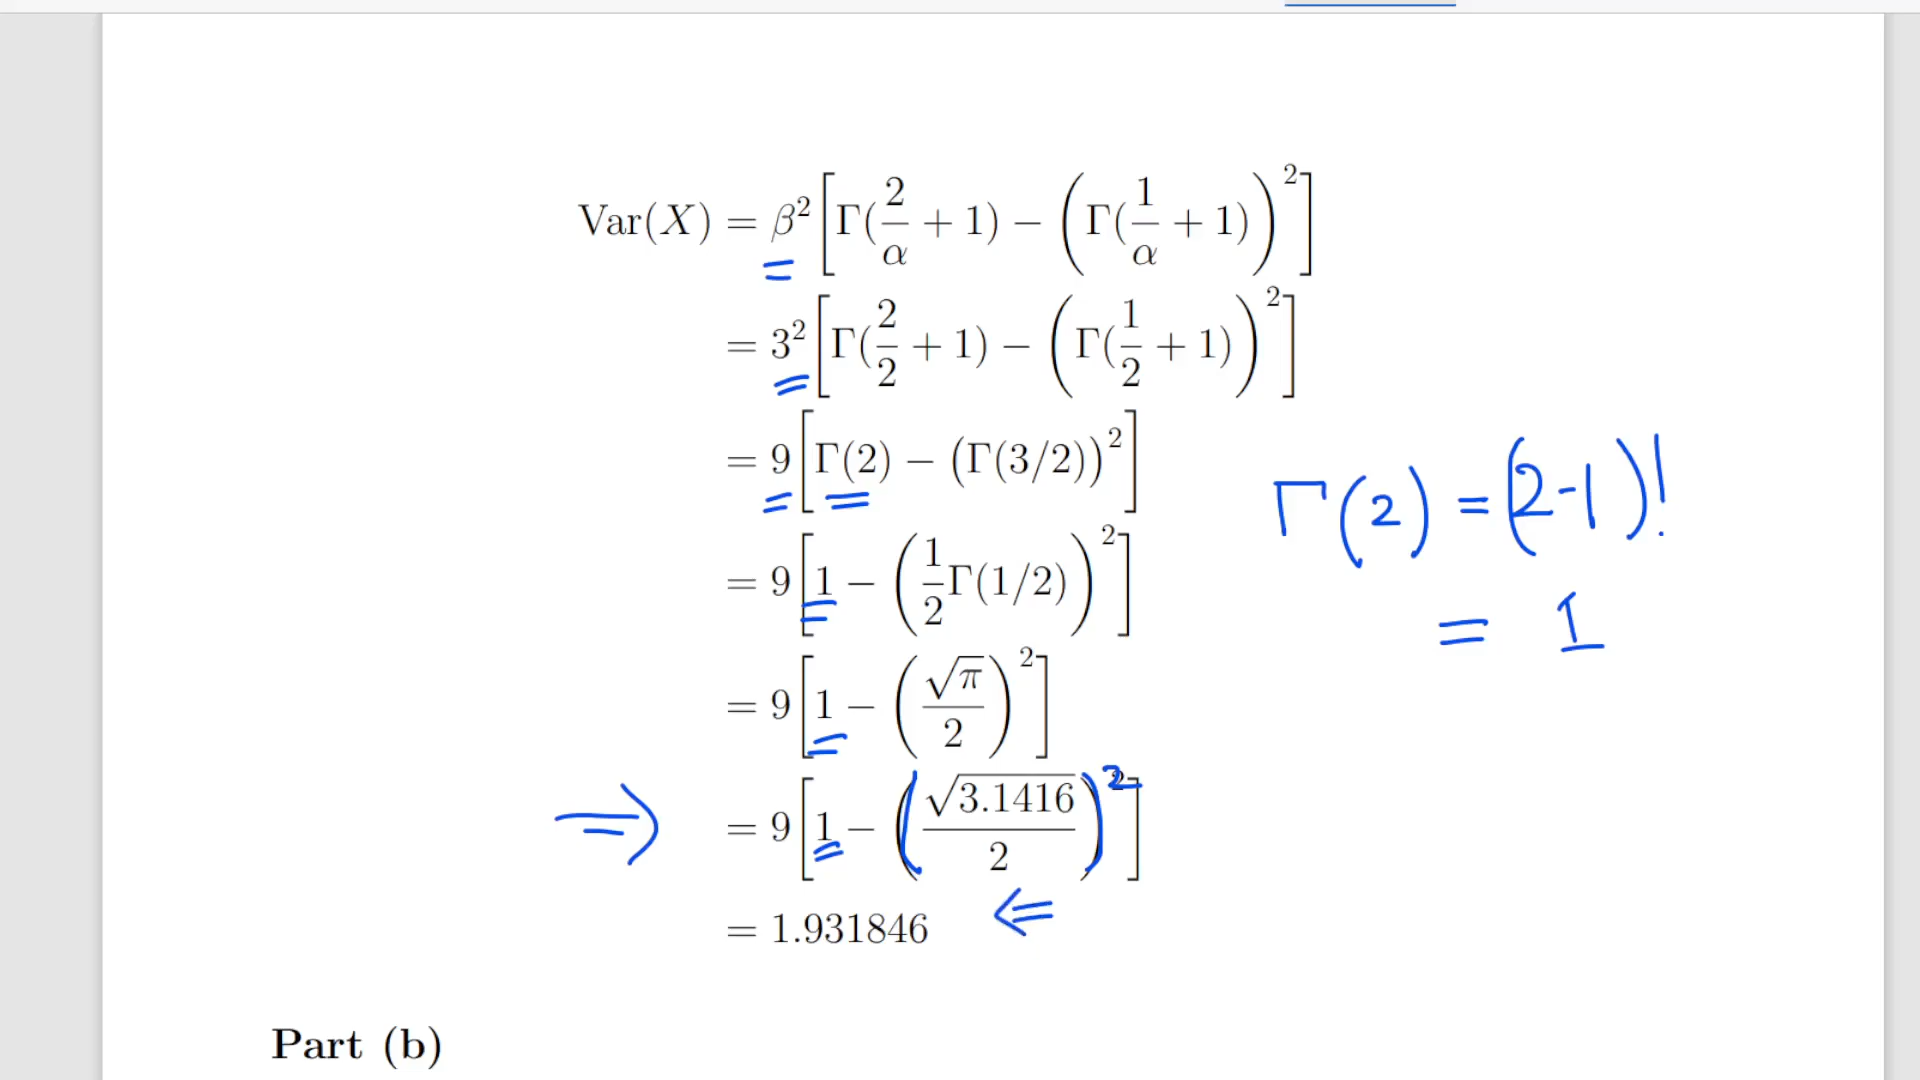 Var(X) = β²[Γ(2/α + 1) − (Γ(1/α + 1))²]
= 3²[Γ(2/2 + 1) − (Γ(1/2 + 1))²]
= 9[Γ(2) − (Γ(3/2))²]
Γ(2) = (2-1)!
= 9[1 − (1/2 Γ(1/2))²]
= 1
= 9[1 − (√π/2)²]
⇒ = 9[1 − (√3.1416/2)²]
= 1.931846 ⇐
Part (b)